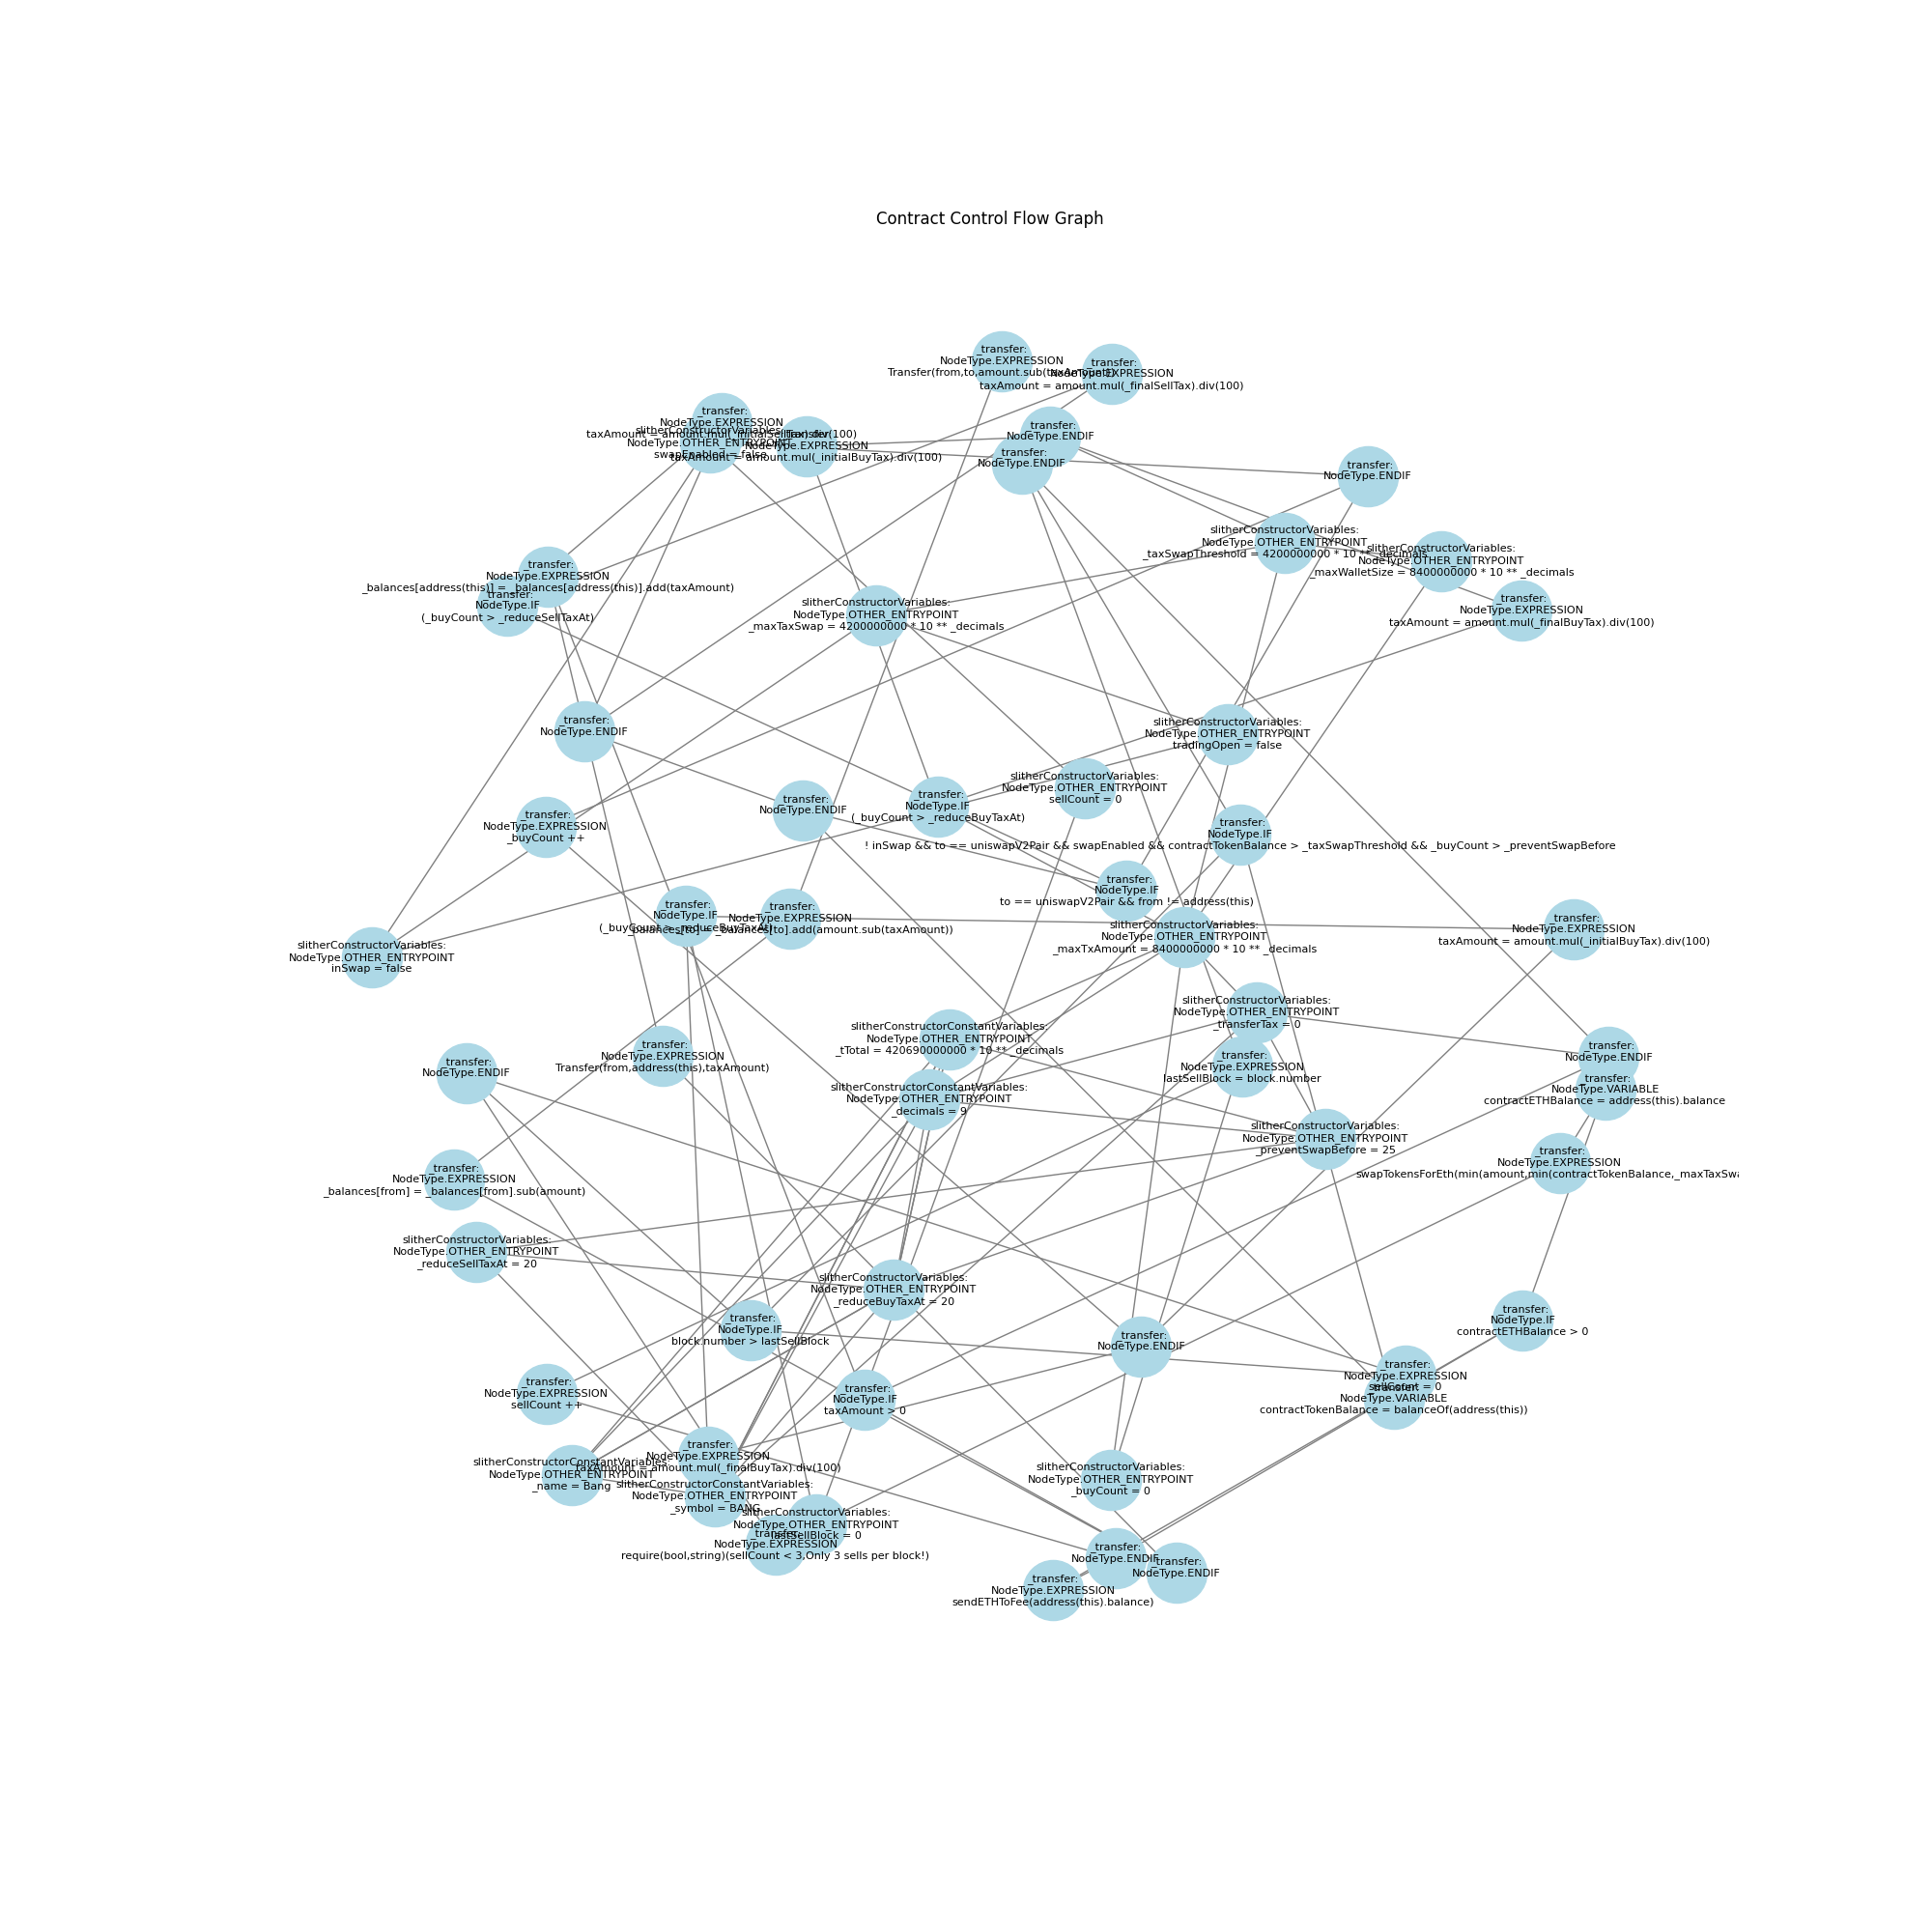 Contract Control Flow Graph
_transfer:
NodeType.EXPRESSION
Transfer(from,to,amount.sub(taxAmount))
_transfer:
NodeType.EXPRESSION
taxAmount = amount.mul(_finalSellTax).div(100)
_transfer:
NodeType.EXPRESSION
taxAmount = amount.mul(_initialSellTax).div(100)
slitherConstructorVariables:
NodeType.OTHER_ENTRYPOINT
swapEnabled = false
_transfer:
NodeType.EXPRESSION
taxAmount = amount.mul(_initialBuyTax).div(100)
_transfer:
NodeType.ENDIF
_transfer:
NodeType.ENDIF
_transfer:
NodeType.ENDIF
slitherConstructorVariables:
NodeType.OTHER_ENTRYPOINT
_taxSwapThreshold = 4200000000 * 10 ** _decimals
slitherConstructorVariables:
NodeType.OTHER_ENTRYPOINT
_maxWalletSize = 8400000000 * 10 ** _decimals
_transfer:
NodeType.EXPRESSION
_balances[address(this)] = _balances[address(this)].add(taxAmount)
_transfer:
NodeType.IF
(_buyCount > _reduceSellTaxAt)
slitherConstructorVariables:
NodeType.OTHER_ENTRYPOINT
_maxTaxSwap = 4200000000 * 10 ** _decimals
_transfer:
NodeType.EXPRESSION
taxAmount = amount.mul(_finalBuyTax).div(100)
_transfer:
NodeType.ENDIF
slitherConstructorVariables:
NodeType.OTHER_ENTRYPOINT
tradingOpen = false
slitherConstructorVariables:
NodeType.OTHER_ENTRYPOINT
sellCount = 0
_transfer:
NodeType.ENDIF
_transfer:
NodeType.IF
(_buyCount > _reduceBuyTaxAt)
_transfer:
NodeType.EXPRESSION
_buyCount ++
_transfer:
NodeType.IF
! inSwap && to == uniswapV2Pair && swapEnabled && contractTokenBalance > _taxSwapThreshold && _buyCount > _preventSwapBefore
_transfer:
NodeType.IF
to == uniswapV2Pair && from != address(this)
_transfer:
NodeType.IF
(_buyCount > _reduceBuyTaxAt)
_transfer:
NodeType.EXPRESSION
_balances[to] = _balances[to].add(amount.sub(taxAmount))
_transfer:
NodeType.EXPRESSION
taxAmount = amount.mul(_initialBuyTax).div(100)
slitherConstructorVariables:
NodeType.OTHER_ENTRYPOINT
_maxTxAmount = 8400000000 * 10 ** _decimals
slitherConstructorVariables:
NodeType.OTHER_ENTRYPOINT
inSwap = false
slitherConstructorVariables:
NodeType.OTHER_ENTRYPOINT
_transferTax = 0
slitherConstructorConstantVariables:
NodeType.OTHER_ENTRYPOINT
_tTotal = 420690000000 * 10 ** _decimals
_transfer:
NodeType.EXPRESSION
Transfer(from,address(this),taxAmount)
_transfer:
NodeType.EXPRESSION
lastSellBlock = block.number
_transfer:
NodeType.ENDIF
_transfer:
NodeType.ENDIF
_transfer:
NodeType.VARIABLE
contractETHBalance = address(this).balance
slitherConstructorConstantVariables:
NodeType.OTHER_ENTRYPOINT
_decimals = 9
slitherConstructorVariables:
NodeType.OTHER_ENTRYPOINT
_preventSwapBefore = 25
_transfer:
NodeType.EXPRESSION
swapTokensForEth(min(amount,min(contractTokenBalance,_maxTaxSwa
_transfer:
NodeType.EXPRESSION
_balances[from] = _balances[from].sub(amount)
slitherConstructorVariables:
NodeType.OTHER_ENTRYPOINT
_reduceSellTaxAt = 20
slitherConstructorVariables:
NodeType.OTHER_ENTRYPOINT
_reduceBuyTaxAt = 20
_transfer:
NodeType.IF
block.number > lastSellBlock
_transfer:
NodeType.IF
contractETHBalance > 0
_transfer:
NodeType.ENDIF
_transfer:
NodeType.EXPRESSION
sellCount = 0
_transfer:
NodeType.VARIABLE
contractTokenBalance = balanceOf(address(this))
_transfer:
NodeType.EXPRESSION
sellCount ++
_transfer:
NodeType.IF
taxAmount > 0
_transfer:
NodeType.EXPRESSION
taxAmount = amount.mul(_finalBuyTax).div(100)
slitherConstructorConstantVariables:
NodeType.OTHER_ENTRYPOINT
_name = Bang
slitherConstructorConstantVariables:
NodeType.OTHER_ENTRYPOINT
_symbol = BANG
slitherConstructorVariables:
NodeType.OTHER_ENTRYPOINT
_buyCount = 0
slitherConstructorVariables:
NodeType.OTHER_ENTRYPOINT
lastSellBlock = 0
_transfer:
NodeType.EXPRESSION
require(bool,string)(sellCount < 3,Only 3 sells per block!)
_transfer:
NodeType.ENDIF
_transfer:
NodeType.ENDIF
_transfer:
NodeType.EXPRESSION
sendETHToFee(address(this).balance)